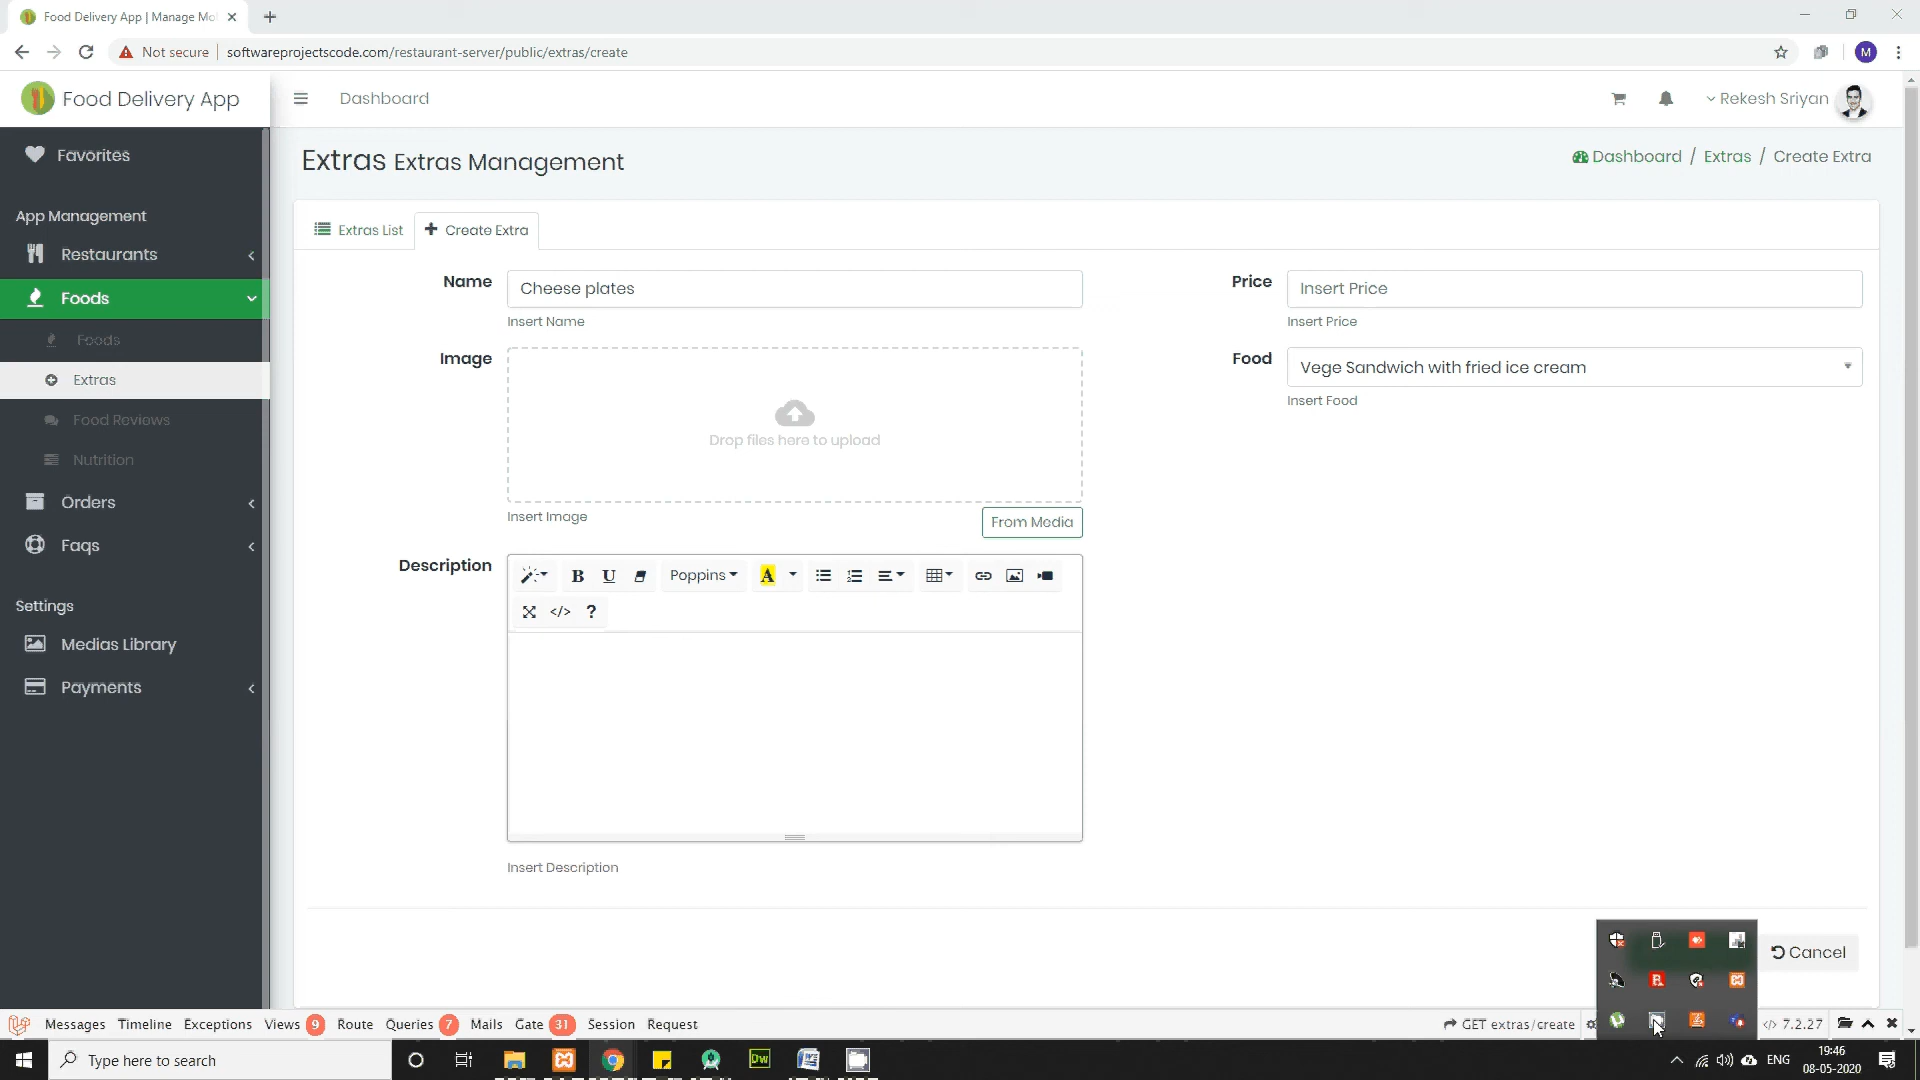 Food Delivery App | Manage Mo
Not secure
softwareprojectscode.com/restaurant-server/public/extras/create
M
Food Delivery App
Dashboard
Rekesh Sriyan
Favorites
App Management
Restaurants
Foods
Foods
Extras
Food Reviews
Nutrition
Orders
Faqs
Settings
Medias Library
Payments
Extras Extras Management
Dashboard / Extras / Create Extra
Extras List
Create Extra
Name
Cheese plates
Insert Name
Price
Insert Price
Insert Price
Image
Drop files here to upload
Insert Image
From Media
Food
Vege Sandwich with fried ice cream
Insert Food
Description
B U Poppins A
</> ?
Insert Description
Cancel
Messages Timeline Exceptions Views 9 Route Queries 7 Mails Gate 31 Session Request
GET extras/create
</> 7.2.27
Type here to search
Dw
ENG
19:46
08-05-2020